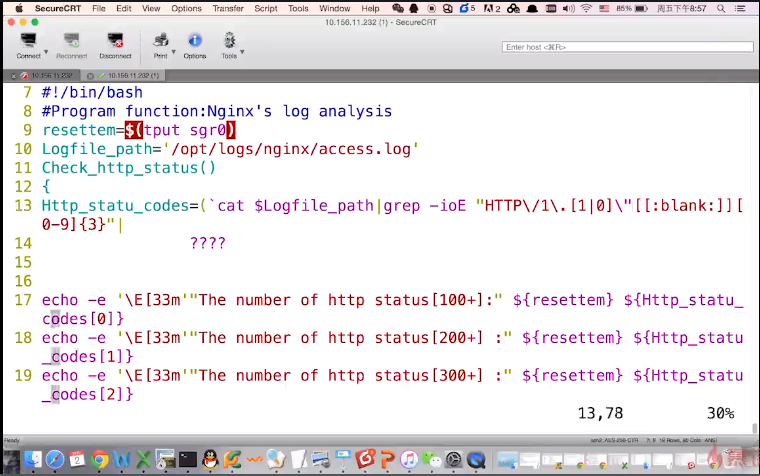 SecureCRT File Edit View Options Transfer Script Tools Window Help 5 2 85% 周五下午8:57
10.156.11.232 (1) - SecureCRT
Connect Reconnect Disconnect Print Options Tools Enter host <⌘R>
10.156.11.232 10.156.11.232 (1)
7 #!/bin/bash
8 #Program function:Nginx's log analysis
9 resettem=$(tput sgr0)
10 Logfile_path='/opt/logs/nginx/access.log'
11 Check_http_status()
12 {
13 Http_statu_codes=(`cat $Logfile_path|grep -ioE "HTTP\/1\.[1|0]\"[[:blank:]][
0-9]{3}"|
14 ????
15
16
17 echo -e '\E[33m'"The number of http status[100+]:" ${resettem} ${Http_statu_
codes[0]}
18 echo -e '\E[33m'"The number of http status[200+] :" ${resettem} ${Http_statu
_codes[1]}
19 echo -e '\E[33m'"The number of http status[300+] :" ${resettem} ${Http_statu
_codes[2]}
13,78 30%
Ready